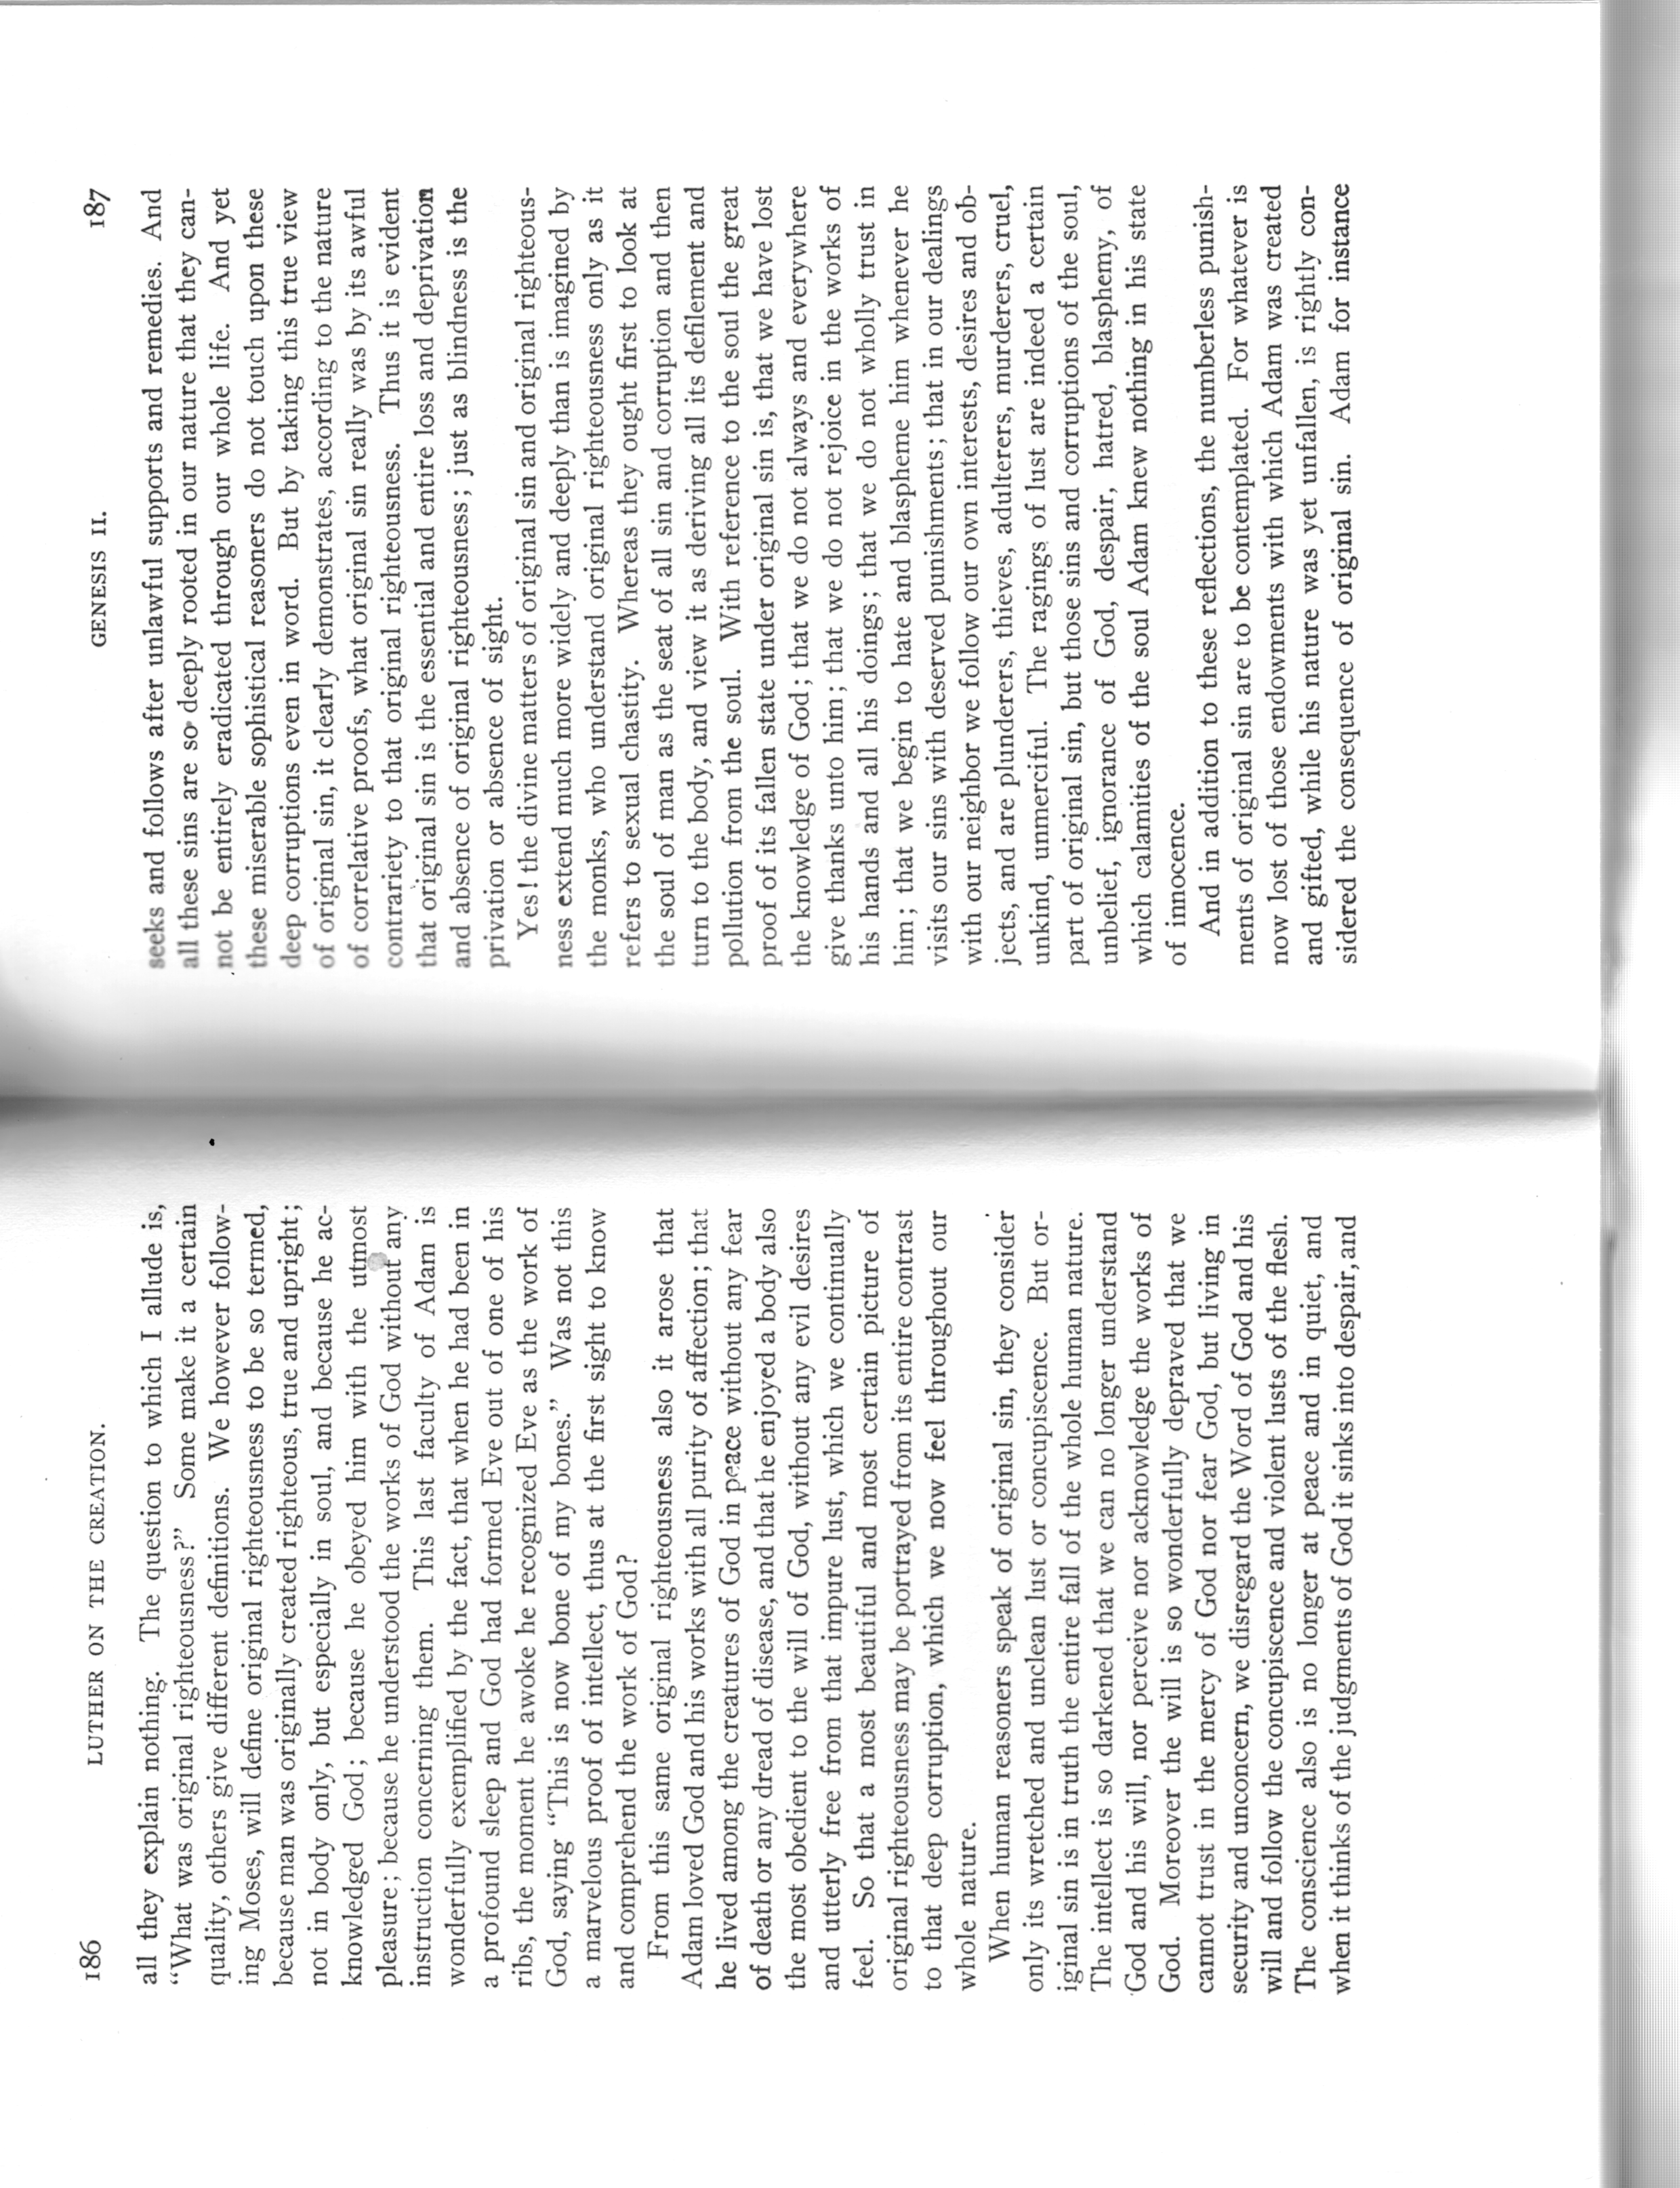 186 LUTHER ON THE CREATION.
all they explain nothing. The question to which I allude is,
“What was original righteousness?” Some make it a certain
quality, others give different definitions. We however follow-
ing Moses, will define original righteousness to be so termed,
because man was originally created righteous, true and upright;
not in body only, but especially in soul, and because he ac-
knowledged God; because he obeyed him with the utmost
pleasure; because he understood the works of God without any
instruction concerning them. This last faculty of Adam is
wonderfully exemplified by the fact, that when he had been in
a profound sleep and God had formed Eve out of one of his
ribs, the moment he awoke he recognized Eve as the work of
God, saying “This is now bone of my bones.” Was not this
a marvelous proof of intellect, thus at the first sight to know
and comprehend the work of God?
From this same original righteousness also it arose that
Adam loved God and his works with all purity of affection; that
he lived among the creatures of God in peace without any fear
of death or any dread of disease, and that he enjoyed a body also
the most obedient to the will of God, without any evil desires
and utterly free from that impure lust, which we continually
feel. So that a most beautiful and most certain picture of
original righteousness may be portrayed from its entire contrast
to that deep corruption, which we now feel throughout our
whole nature.
When human reasoners speak of original sin, they consider
only its wretched and unclean lust or concupiscence. But or-
iginal sin is in truth the entire fall of the whole human nature.
The intellect is so darkened that we can no longer understand
God and his will, nor perceive nor acknowledge the works of
God. Moreover the will is so wonderfully depraved that we
cannot trust in the mercy of God nor fear God, but living in
security and unconcern, we disregard the Word of God and his
will and follow the concupiscence and violent lusts of the flesh.
The conscience also is no longer at peace and in quiet, and
when it thinks of the judgments of God it sinks into despair, and
GENESIS II. 187
seeks and follows after unlawful supports and remedies. And
all these sins are so deeply rooted in our nature that they can-
not be entirely eradicated through our whole life. And yet
these miserable sophistical reasoners do not touch upon these
deep corruptions even in word. But by taking this true view
of original sin, it clearly demonstrates, according to the nature
of correlative proofs, what original sin really was by its awful
contrariety to that original righteousness. Thus it is evident
that original sin is the essential and entire loss and deprivation
and absence of original righteousness; just as blindness is the
privation or absence of sight.
Yes! the divine matters of original sin and original righteous-
ness extend much more widely and deeply than is imagined by
the monks, who understand original righteousness only as it
refers to sexual chastity. Whereas they ought first to look at
the soul of man as the seat of all sin and corruption and then
turn to the body, and view it as deriving all its defilement and
pollution from the soul. With reference to the soul the great
proof of its fallen state under original sin is, that we have lost
the knowledge of God; that we do not always and everywhere
give thanks unto him; that we do not rejoice in the works of
his hands and all his doings; that we do not wholly trust in
him; that we begin to hate and blaspheme him whenever he
visits our sins with deserved punishments; that in our dealings
with our neighbor we follow our own interests, desires and ob-
jects, and are plunderers, thieves, adulterers, murderers, cruel,
unkind, unmerciful. The ragings of lust are indeed a certain
part of original sin, but those sins and corruptions of the soul,
unbelief, ignorance of God, despair, hatred, blasphemy, of
which calamities of the soul Adam knew nothing in his state
of innocence.
And in addition to these reflections, the numberless punish-
ments of original sin are to be contemplated. For whatever is
now lost of those endowments with which Adam was created
and gifted, while his nature was yet unfallen, is rightly con-
sidered the consequence of original sin. Adam for instance